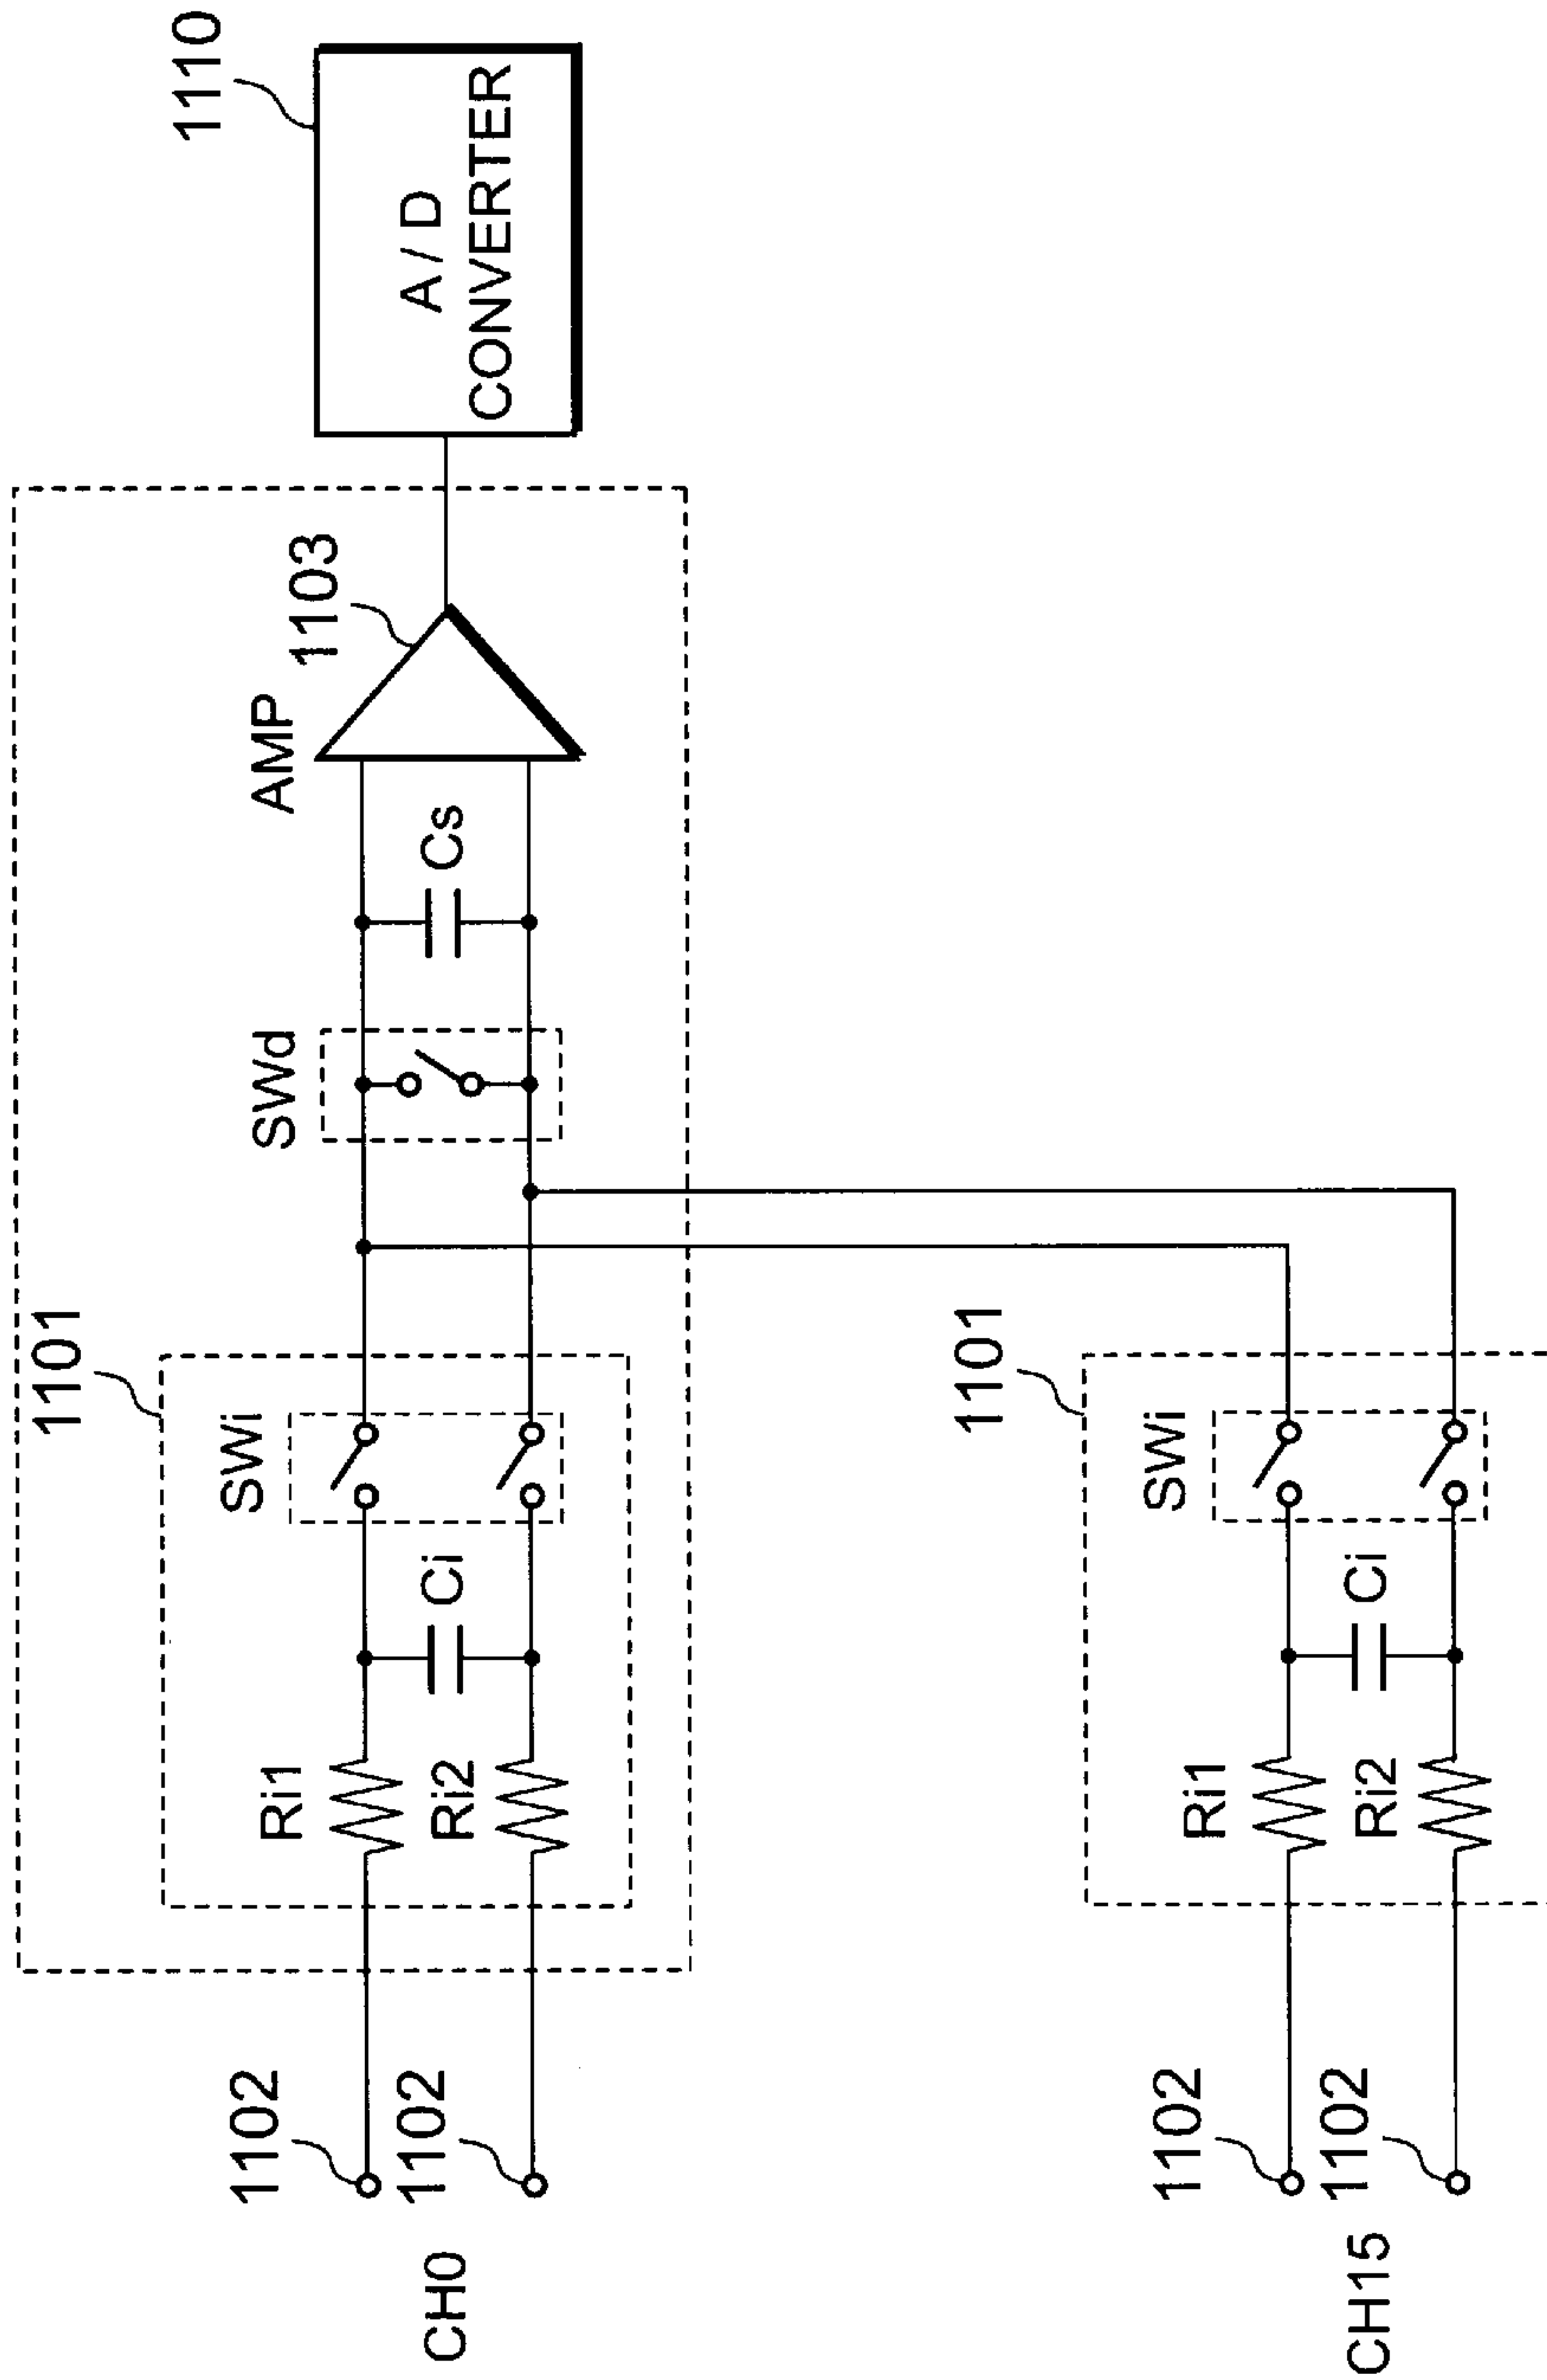 1110
A / D
CONVERTER
1103
AMP
Cs
SWd
1101
SWi
Ci
Ri1
Ri2
1102
1102
CH0
1101
SWi
Ci
Ri1
Ri2
1102
1102
CH15